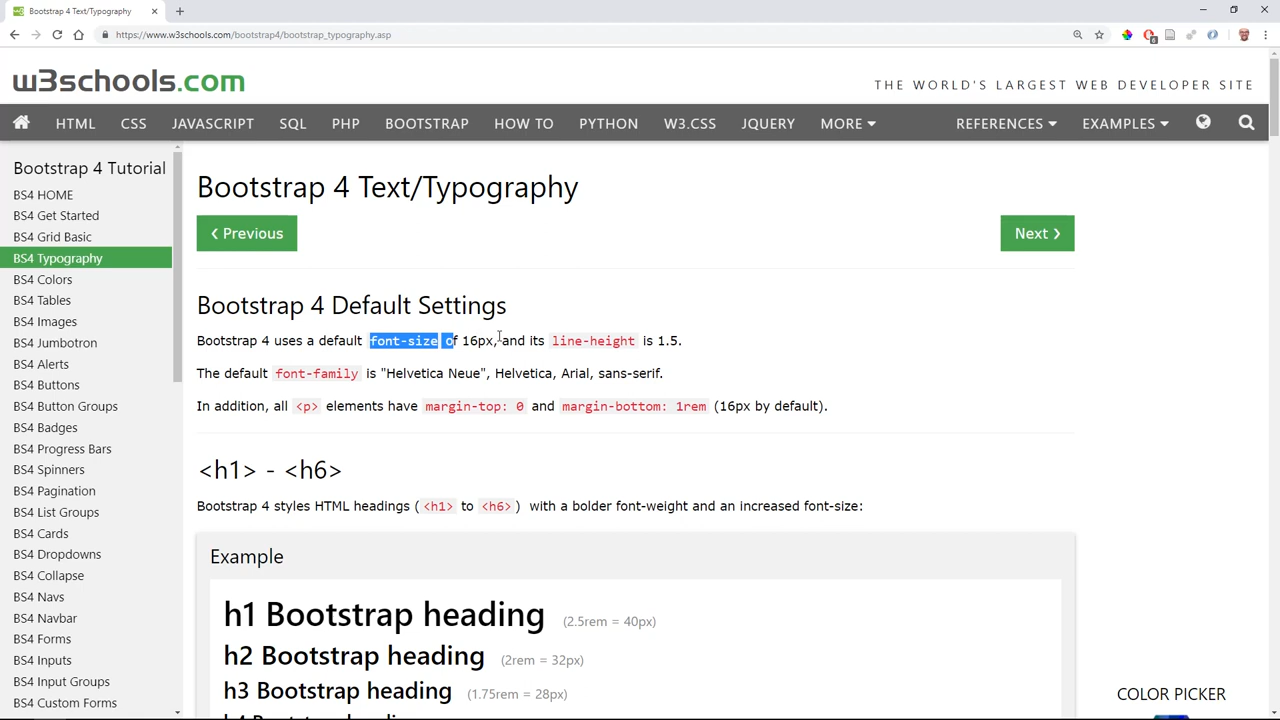 Bootstrap 4 Text/Typography
https://www.w3schools.com/bootstrap4/bootstrap_typography.asp
6
w3schools.com
THE WORLD'S LARGEST WEB DEVELOPER SITE
HTML CSS JAVASCRIPT SQL PHP BOOTSTRAP HOW TO PYTHON W3.CSS JQUERY MORE REFERENCES EXAMPLES
Bootstrap 4 Tutorial
BS4 HOME
BS4 Get Started
BS4 Grid Basic
BS4 Typography
BS4 Colors
BS4 Tables
BS4 Images
BS4 Jumbotron
BS4 Alerts
BS4 Buttons
BS4 Button Groups
BS4 Badges
BS4 Progress Bars
BS4 Spinners
BS4 Pagination
BS4 List Groups
BS4 Cards
BS4 Dropdowns
BS4 Collapse
BS4 Navs
BS4 Navbar
BS4 Forms
BS4 Inputs
BS4 Input Groups
BS4 Custom Forms
Bootstrap 4 Text/Typography
❮ Previous
Next ❯
Bootstrap 4 Default Settings
Bootstrap 4 uses a default font-size of 16px, and its line-height is 1.5.
The default font-family is "Helvetica Neue", Helvetica, Arial, sans-serif.
In addition, all <p> elements have margin-top: 0 and margin-bottom: 1rem (16px by default).
<h1> - <h6>
Bootstrap 4 styles HTML headings (<h1> to <h6>) with a bolder font-weight and an increased font-size:
Example
h1 Bootstrap heading (2.5rem = 40px)
h2 Bootstrap heading (2rem = 32px)
h3 Bootstrap heading (1.75rem = 28px)
COLOR PICKER